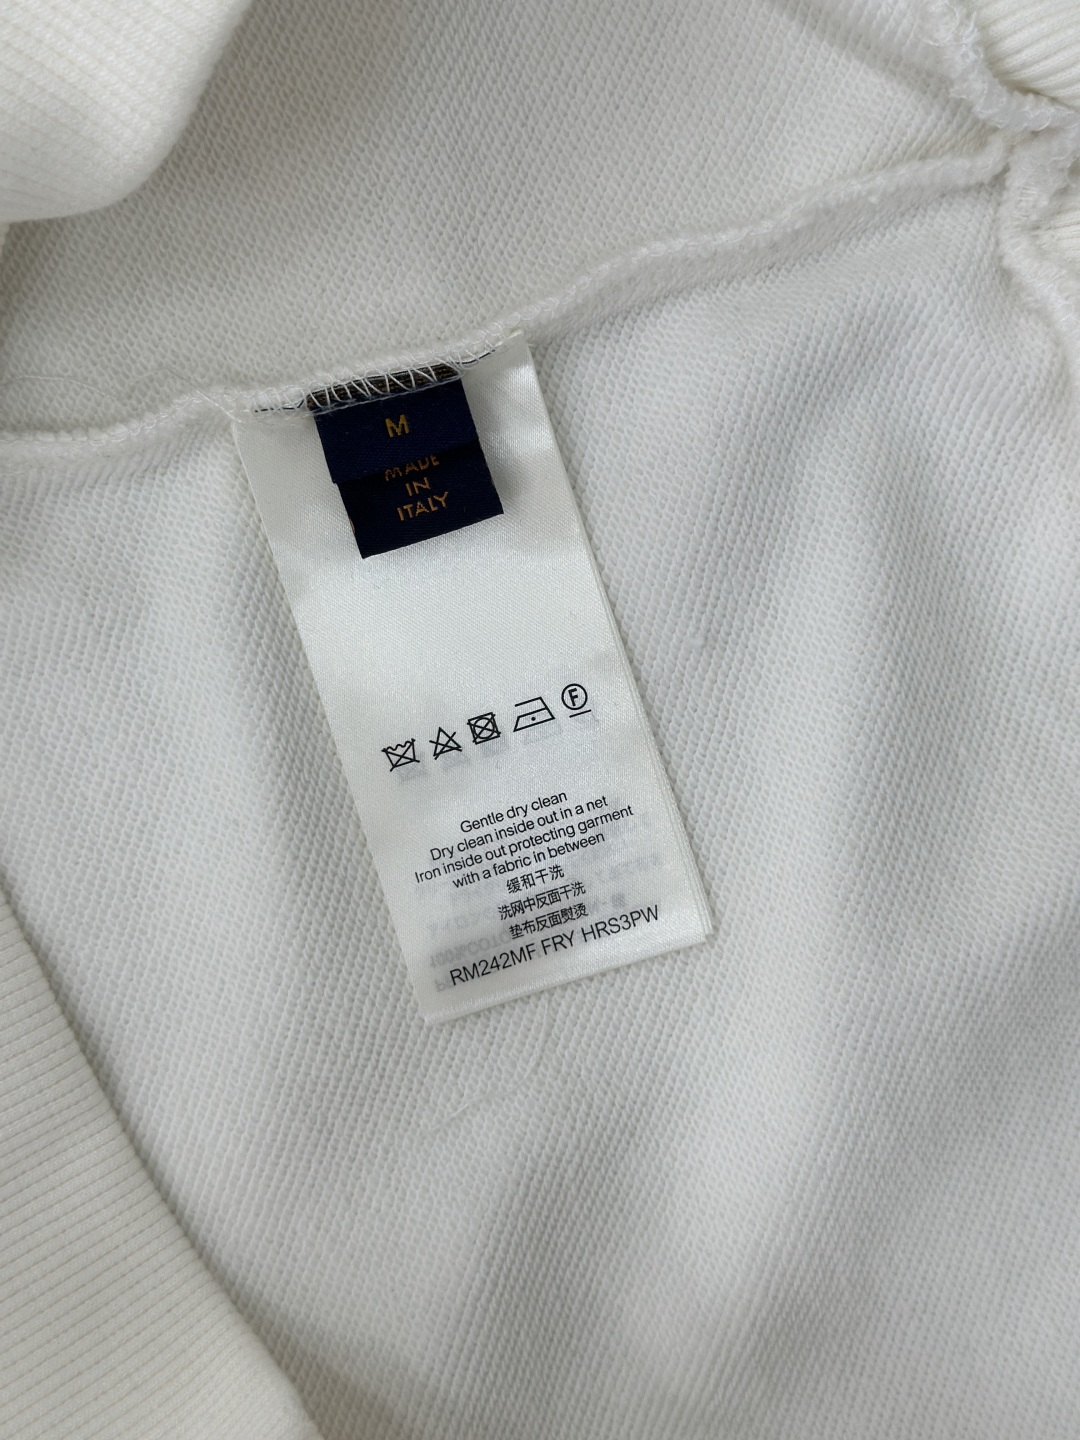 M
MADE
IN
ITALY
F
Gentle dry clean
Dry clean inside out in a net
Iron inside out protecting garment
with a fabric in between
缓和干洗
洗网中反面干洗
垫布反面熨烫
RM242MF FRY HRS3PW